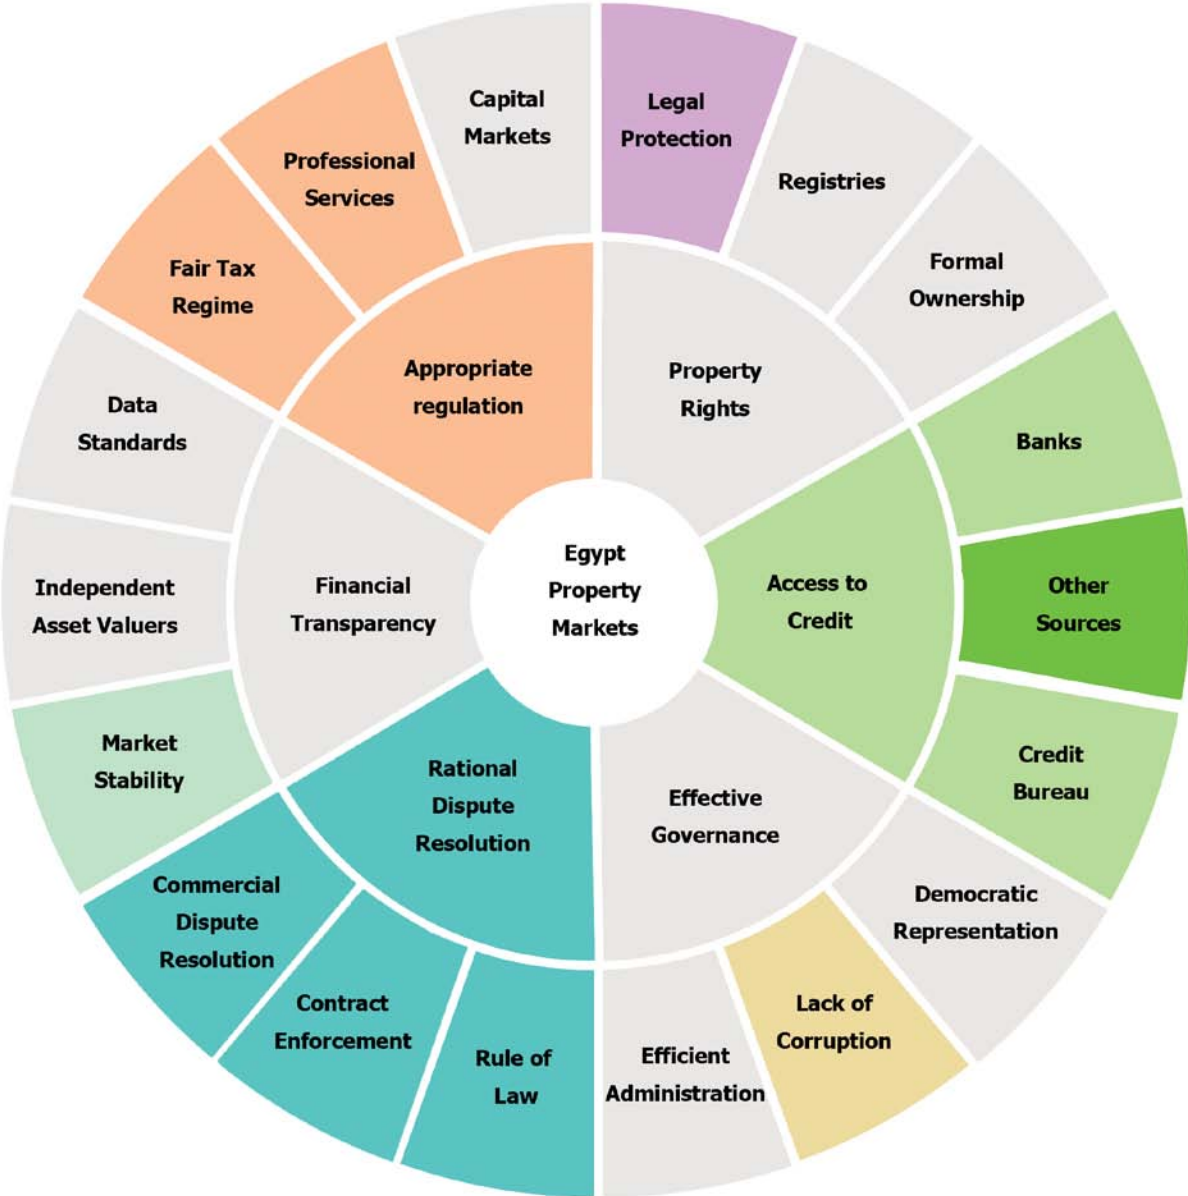 Capital
Markets
Legal
Protection
Registries
Formal
Ownership
Banks
Other
Sources
Credit
Bureau
Democratic
Representation
Lack of
Corruption
Efficient
Administration
Rule of
Law
Contract
Enforcement
Commercial
Dispute
Resolution
Market
Stability
Independent
Asset Valuers
Data
Standards
Fair Tax
Regime
Professional
Services
Appropriate
regulation
Property
Rights
Access to
Credit
Effective
Governance
Rational
Dispute
Resolution
Financial
Transparency
Egypt
Property
Markets